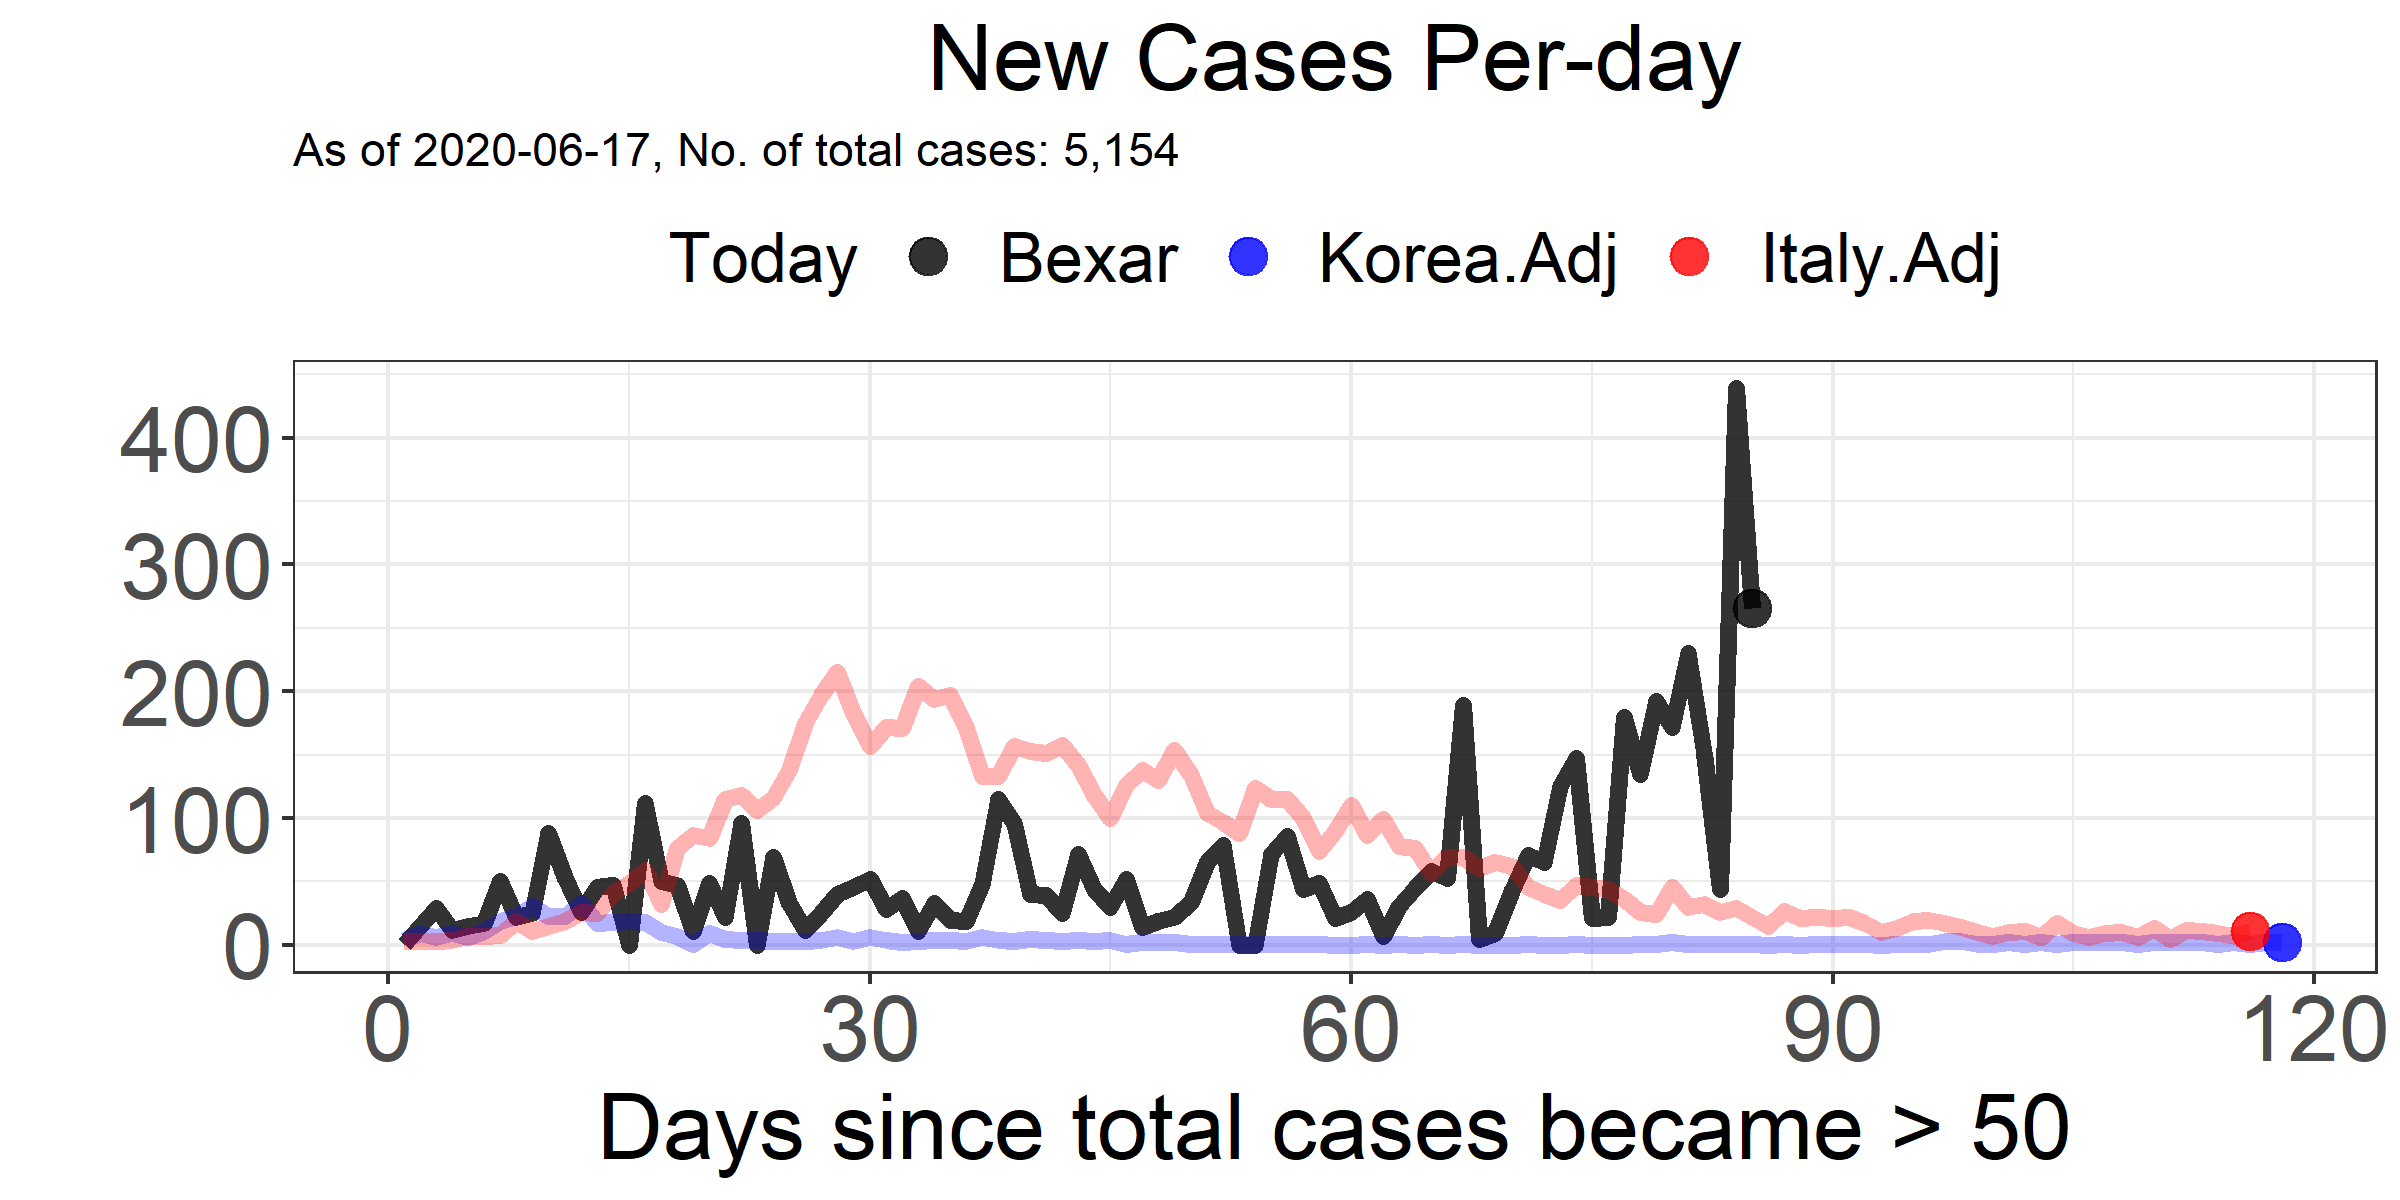 New Cases Per-day
As of 2020-06-17, No. of total cases: 5,154
Today Bexar Korea.Adj Italy.Adj
400
300
200
100
0
0 30 60 90 120
Days since total cases became > 50